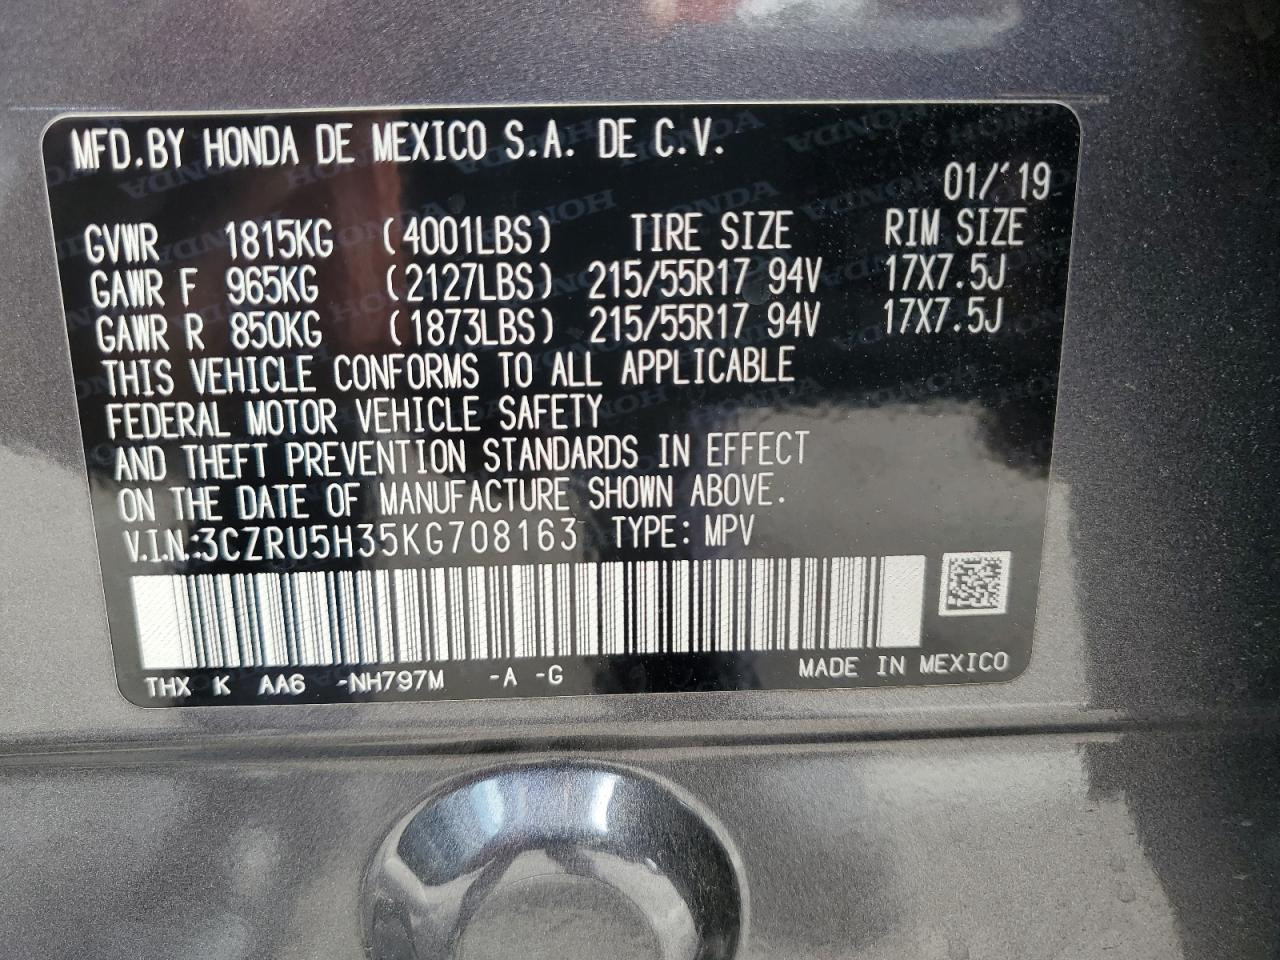 MFD.BY HONDA DE MEXICO S.A. DE C.V.
01/'19
GVWR 1815KG (4001LBS) TIRE SIZE RIM SIZE
GAWR F 965KG (2127LBS) 215/55R17 94V 17X7.5J
GAWR R 850KG (1873LBS) 215/55R17 94V 17X7.5J
THIS VEHICLE CONFORMS TO ALL APPLICABLE
FEDERAL MOTOR VEHICLE SAFETY
AND THEFT PREVENTION STANDARDS IN EFFECT
ON THE DATE OF MANUFACTURE SHOWN ABOVE.
V.I.N.:3CZRU5H35KG708163 TYPE: MPV
THX K AA6 -NH797M -A -G MADE IN MEXICO